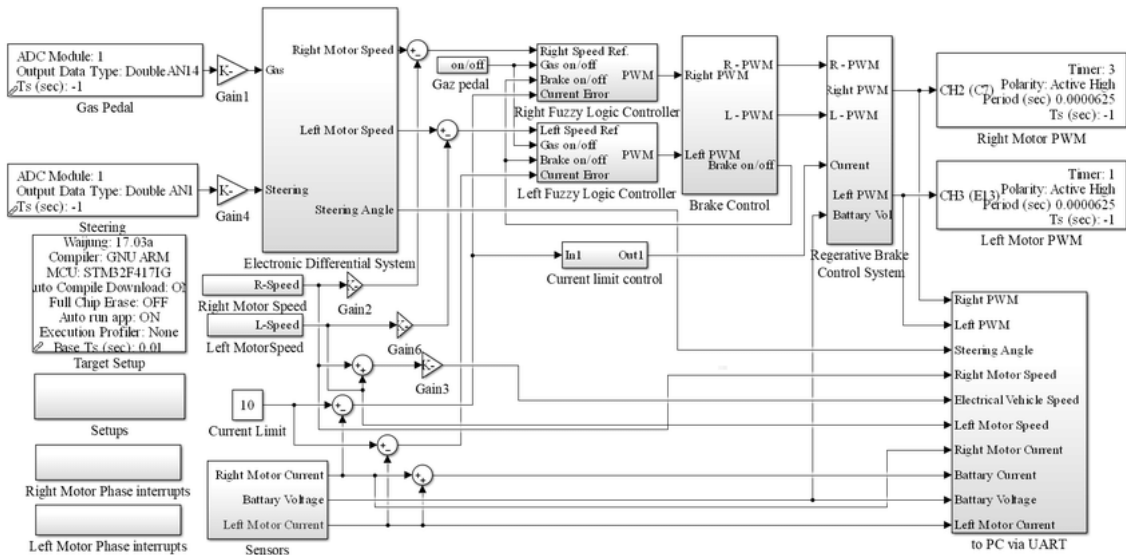 ADC Module: 1
Output Data Type: Double AN14
Ts (sec): -1
Gas Pedal
K-
Gain1
ADC Module: 1
Output Data Type: Double AN1
Ts (sec): -1
Steering
K-
Gain4
Waijung: 17.03a
Compiler: GNU ARM
MCU: STM32F417IG
uto Compile Download: ON
Full Chip Erase: OFF
Auto run app: ON
Execution Profiler: None
Base Ts (sec): 0.01
Target Setup
Setups
Right Motor Phase interrupts
Left Motor Phase interrupts
Right Motor Speed
Gas
Left Motor Speed
Steering
Steering Angle
Electronic Differential System
R-Speed
Right Motor Speed
Gain2
L-Speed
Left MotorSpeed
Gain6
K-
Gain3
10
Current Limit
Right Motor Current
Battary Voltage
Left Motor Current
Sensors
on/off
Gaz pedal
Right Speed Ref.
Gas on/off
Brake on/off
Current Error
PWM
Right Fuzzy Logic Controller
Left Speed Ref
Gas on/off
Brake on/off
Current Error
PWM
Left Fuzzy Logic Controller
In1
Out1
Current limit control
R - PWM
Right PWM
L - PWM
Left PWM
Brake on/off
Brake Control
R - PWM
Right PWM
L - PWM
Current
Left PWM
Battary Vol
Regerative Brake
Control System
Timer: 3
CH2 (C7)
Polarity: Active High
Period (sec) 0.0000625
Ts (sec): -1
Right Motor PWM
Timer: 1
CH3 (E13)
Polarity: Active High
Period (sec) 0.0000625
Ts (sec): -1
Left Motor PWM
Right PWM
Left PWM
Steering Angle
Right Motor Speed
Electrical Vehicle Speed
Left Motor Speed
Right Motor Current
Battary Current
Battary Voltage
Left Motor Current
to PC via UART